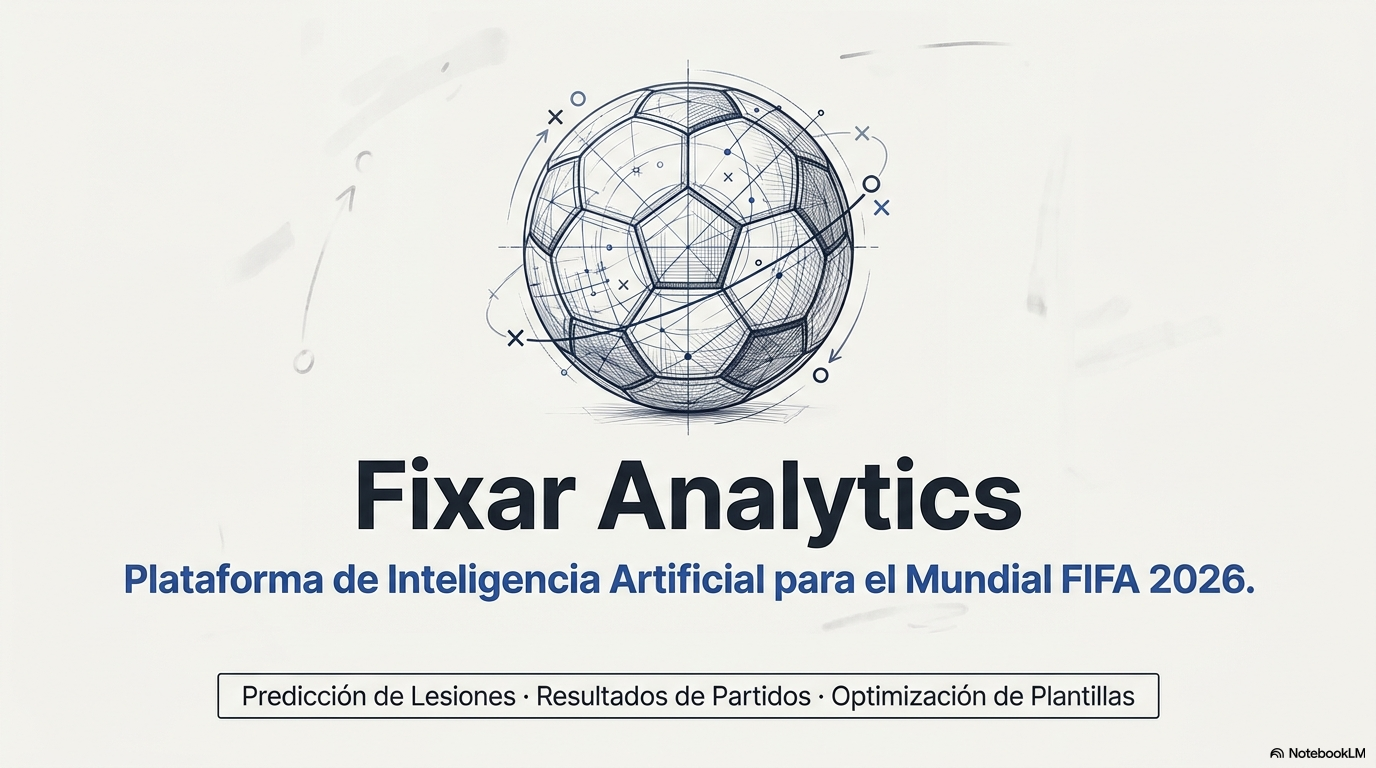 Fixar Analytics
Plataforma de Inteligencia Artificial para el Mundial FIFA 2026.
Predicción de Lesiones · Resultados de Partidos · Optimización de Plantillas
NotebookLM